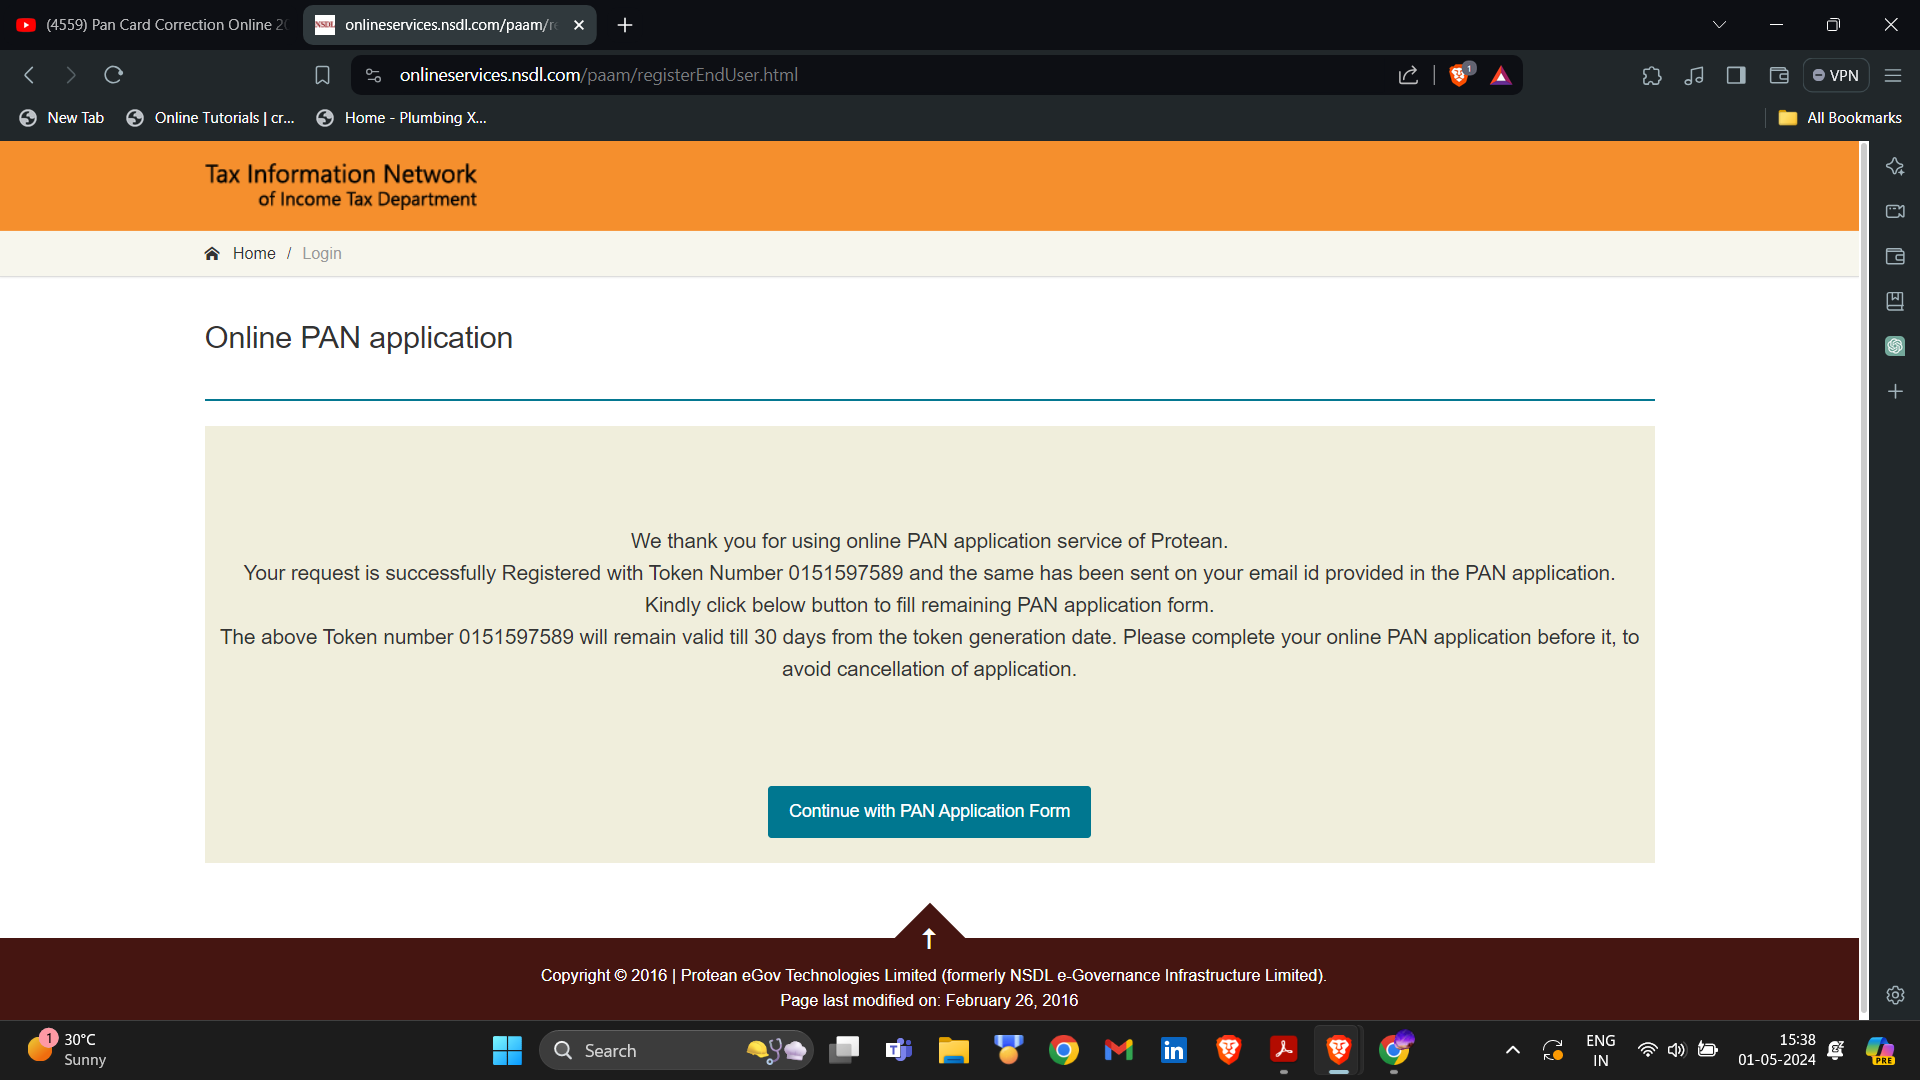 (4559) Pan Card Correction Online 20
NSDL onlineservices.nsdl.com/paam/re
onlineservices.nsdl.com/paam/registerEndUser.html
1
VPN
New Tab
Online Tutorials | cr...
Home - Plumbing X...
All Bookmarks
Tax Information Network
of Income Tax Department
Home / Login
Online PAN application
We thank you for using online PAN application service of Protean.
Your request is successfully Registered with Token Number 0151597589 and the same has been sent on your email id provided in the PAN application.
Kindly click below button to fill remaining PAN application form.
The above Token number 0151597589 will remain valid till 30 days from the token generation date. Please complete your online PAN application before it, to
avoid cancellation of application.
Continue with PAN Application Form
Copyright © 2016 | Protean eGov Technologies Limited (formerly NSDL e-Governance Infrastructure Limited).
Page last modified on: February 26, 2016
1
30°C
Sunny
Search
ENG
IN
15:38
01-05-2024
PRE